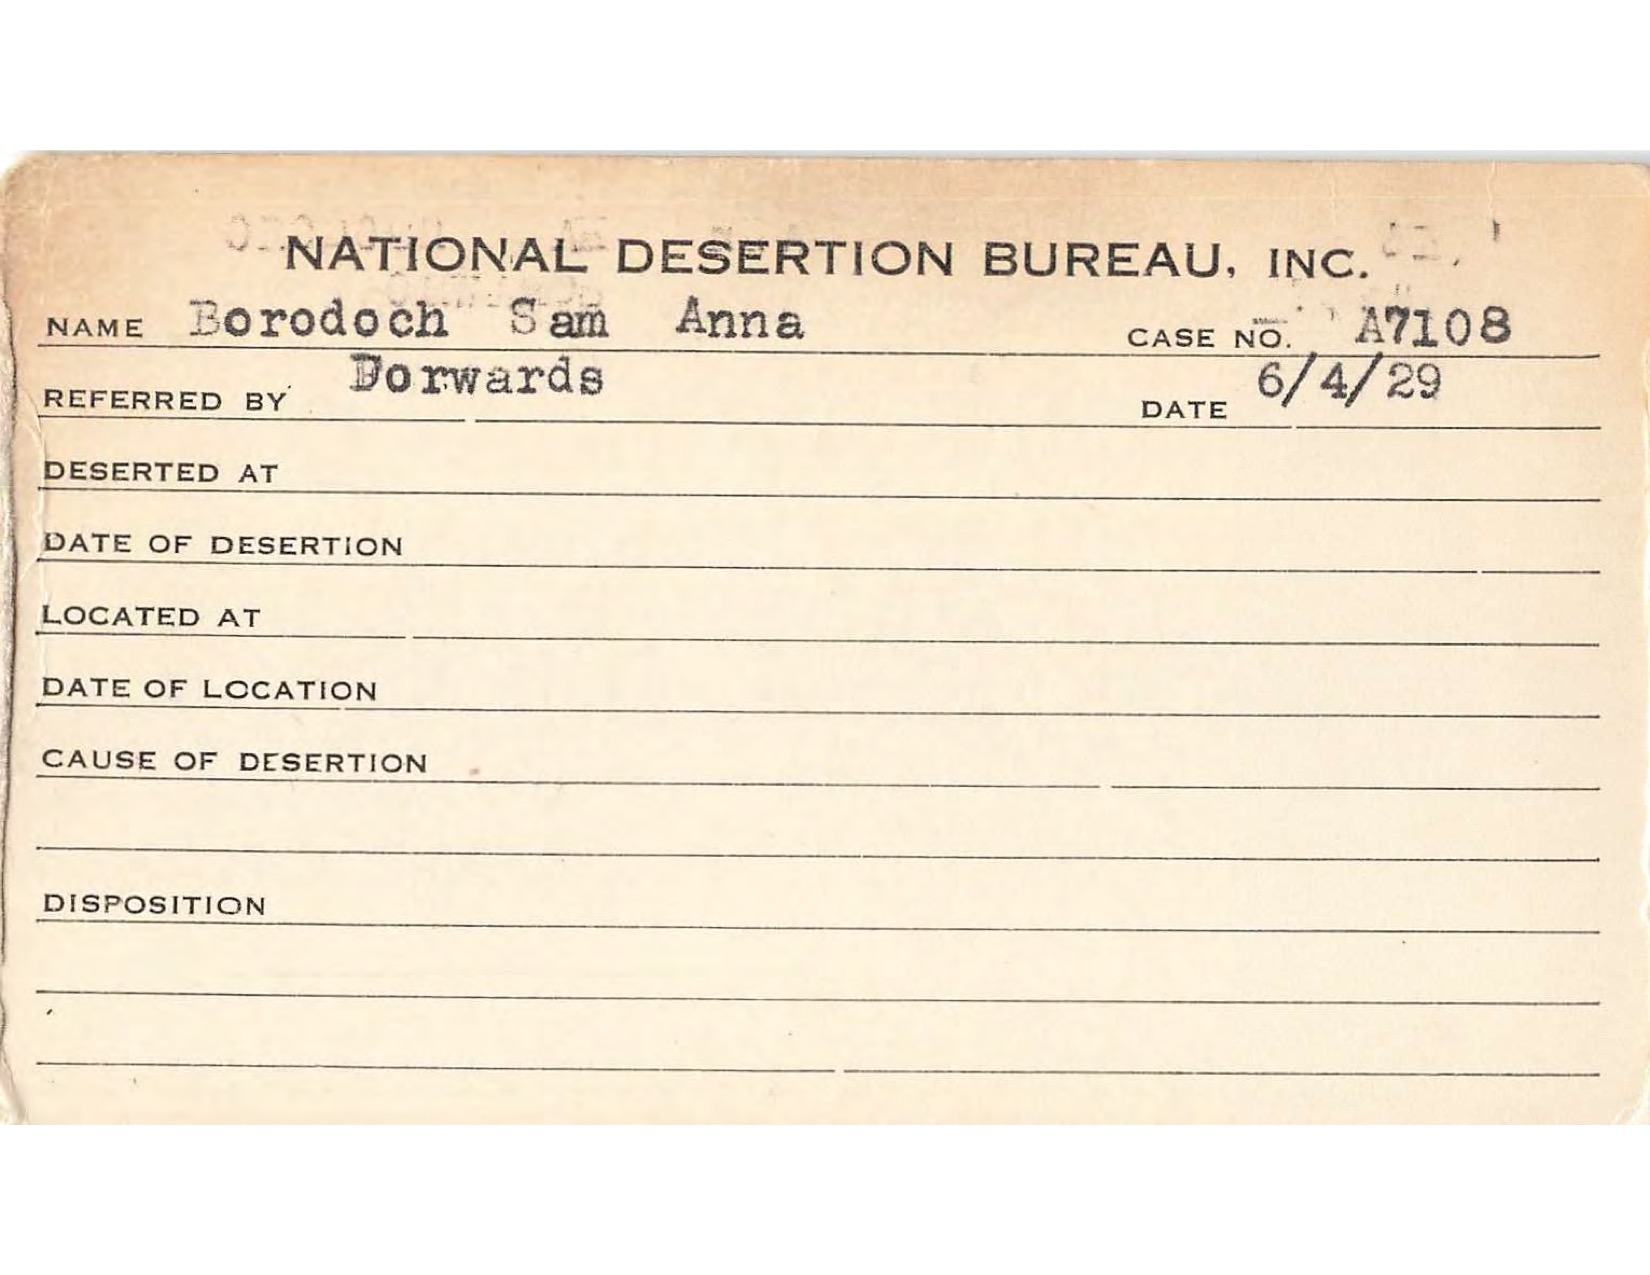 NATIONAL DESERTION BUREAU, INC.
NAME Borodoch Sam Anna CASE NO. A7108
REFERRED BY Dorwards DATE 6/4/29
DESERTED AT
DATE OF DESERTION
LOCATED AT
DATE OF LOCATION
CAUSE OF DESERTION
DISPOSITION